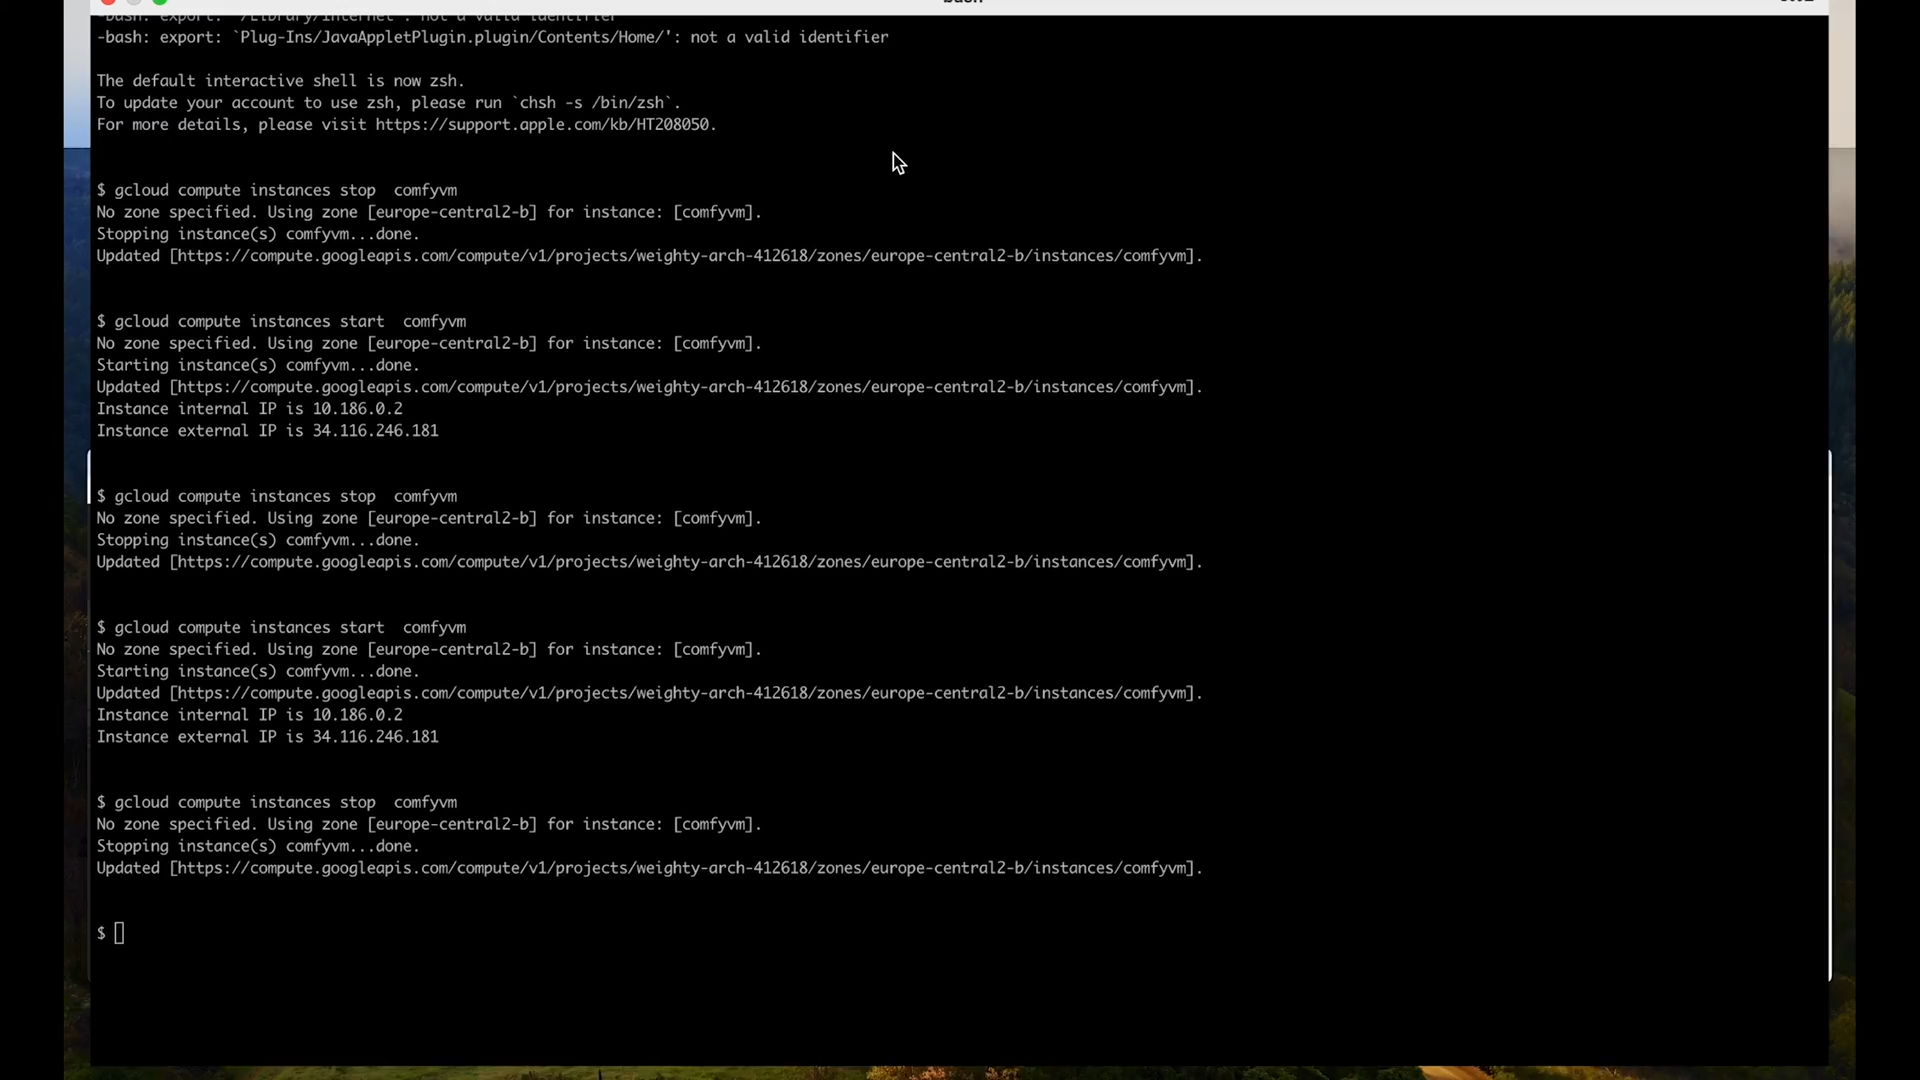 bash
-bash: export: `/Library/Internet': not a valid identifier
-bash: export: `Plug-Ins/JavaAppletPlugin.plugin/Contents/Home/': not a valid identifier
The default interactive shell is now zsh.
To update your account to use zsh, please run `chsh -s /bin/zsh`.
For more details, please visit https://support.apple.com/kb/HT208050.
$ gcloud compute instances stop  comfyvm
No zone specified. Using zone [europe-central2-b] for instance: [comfyvm].
Stopping instance(s) comfyvm...done.
Updated [https://compute.googleapis.com/compute/v1/projects/weighty-arch-412618/zones/europe-central2-b/instances/comfyvm].
$ gcloud compute instances start  comfyvm
No zone specified. Using zone [europe-central2-b] for instance: [comfyvm].
Starting instance(s) comfyvm...done.
Updated [https://compute.googleapis.com/compute/v1/projects/weighty-arch-412618/zones/europe-central2-b/instances/comfyvm].
Instance internal IP is 10.186.0.2
Instance external IP is 34.116.246.181
$ gcloud compute instances stop  comfyvm
No zone specified. Using zone [europe-central2-b] for instance: [comfyvm].
Stopping instance(s) comfyvm...done.
Updated [https://compute.googleapis.com/compute/v1/projects/weighty-arch-412618/zones/europe-central2-b/instances/comfyvm].
$ gcloud compute instances start  comfyvm
No zone specified. Using zone [europe-central2-b] for instance: [comfyvm].
Starting instance(s) comfyvm...done.
Updated [https://compute.googleapis.com/compute/v1/projects/weighty-arch-412618/zones/europe-central2-b/instances/comfyvm].
Instance internal IP is 10.186.0.2
Instance external IP is 34.116.246.181
$ gcloud compute instances stop  comfyvm
No zone specified. Using zone [europe-central2-b] for instance: [comfyvm].
Stopping instance(s) comfyvm...done.
Updated [https://compute.googleapis.com/compute/v1/projects/weighty-arch-412618/zones/europe-central2-b/instances/comfyvm].
$